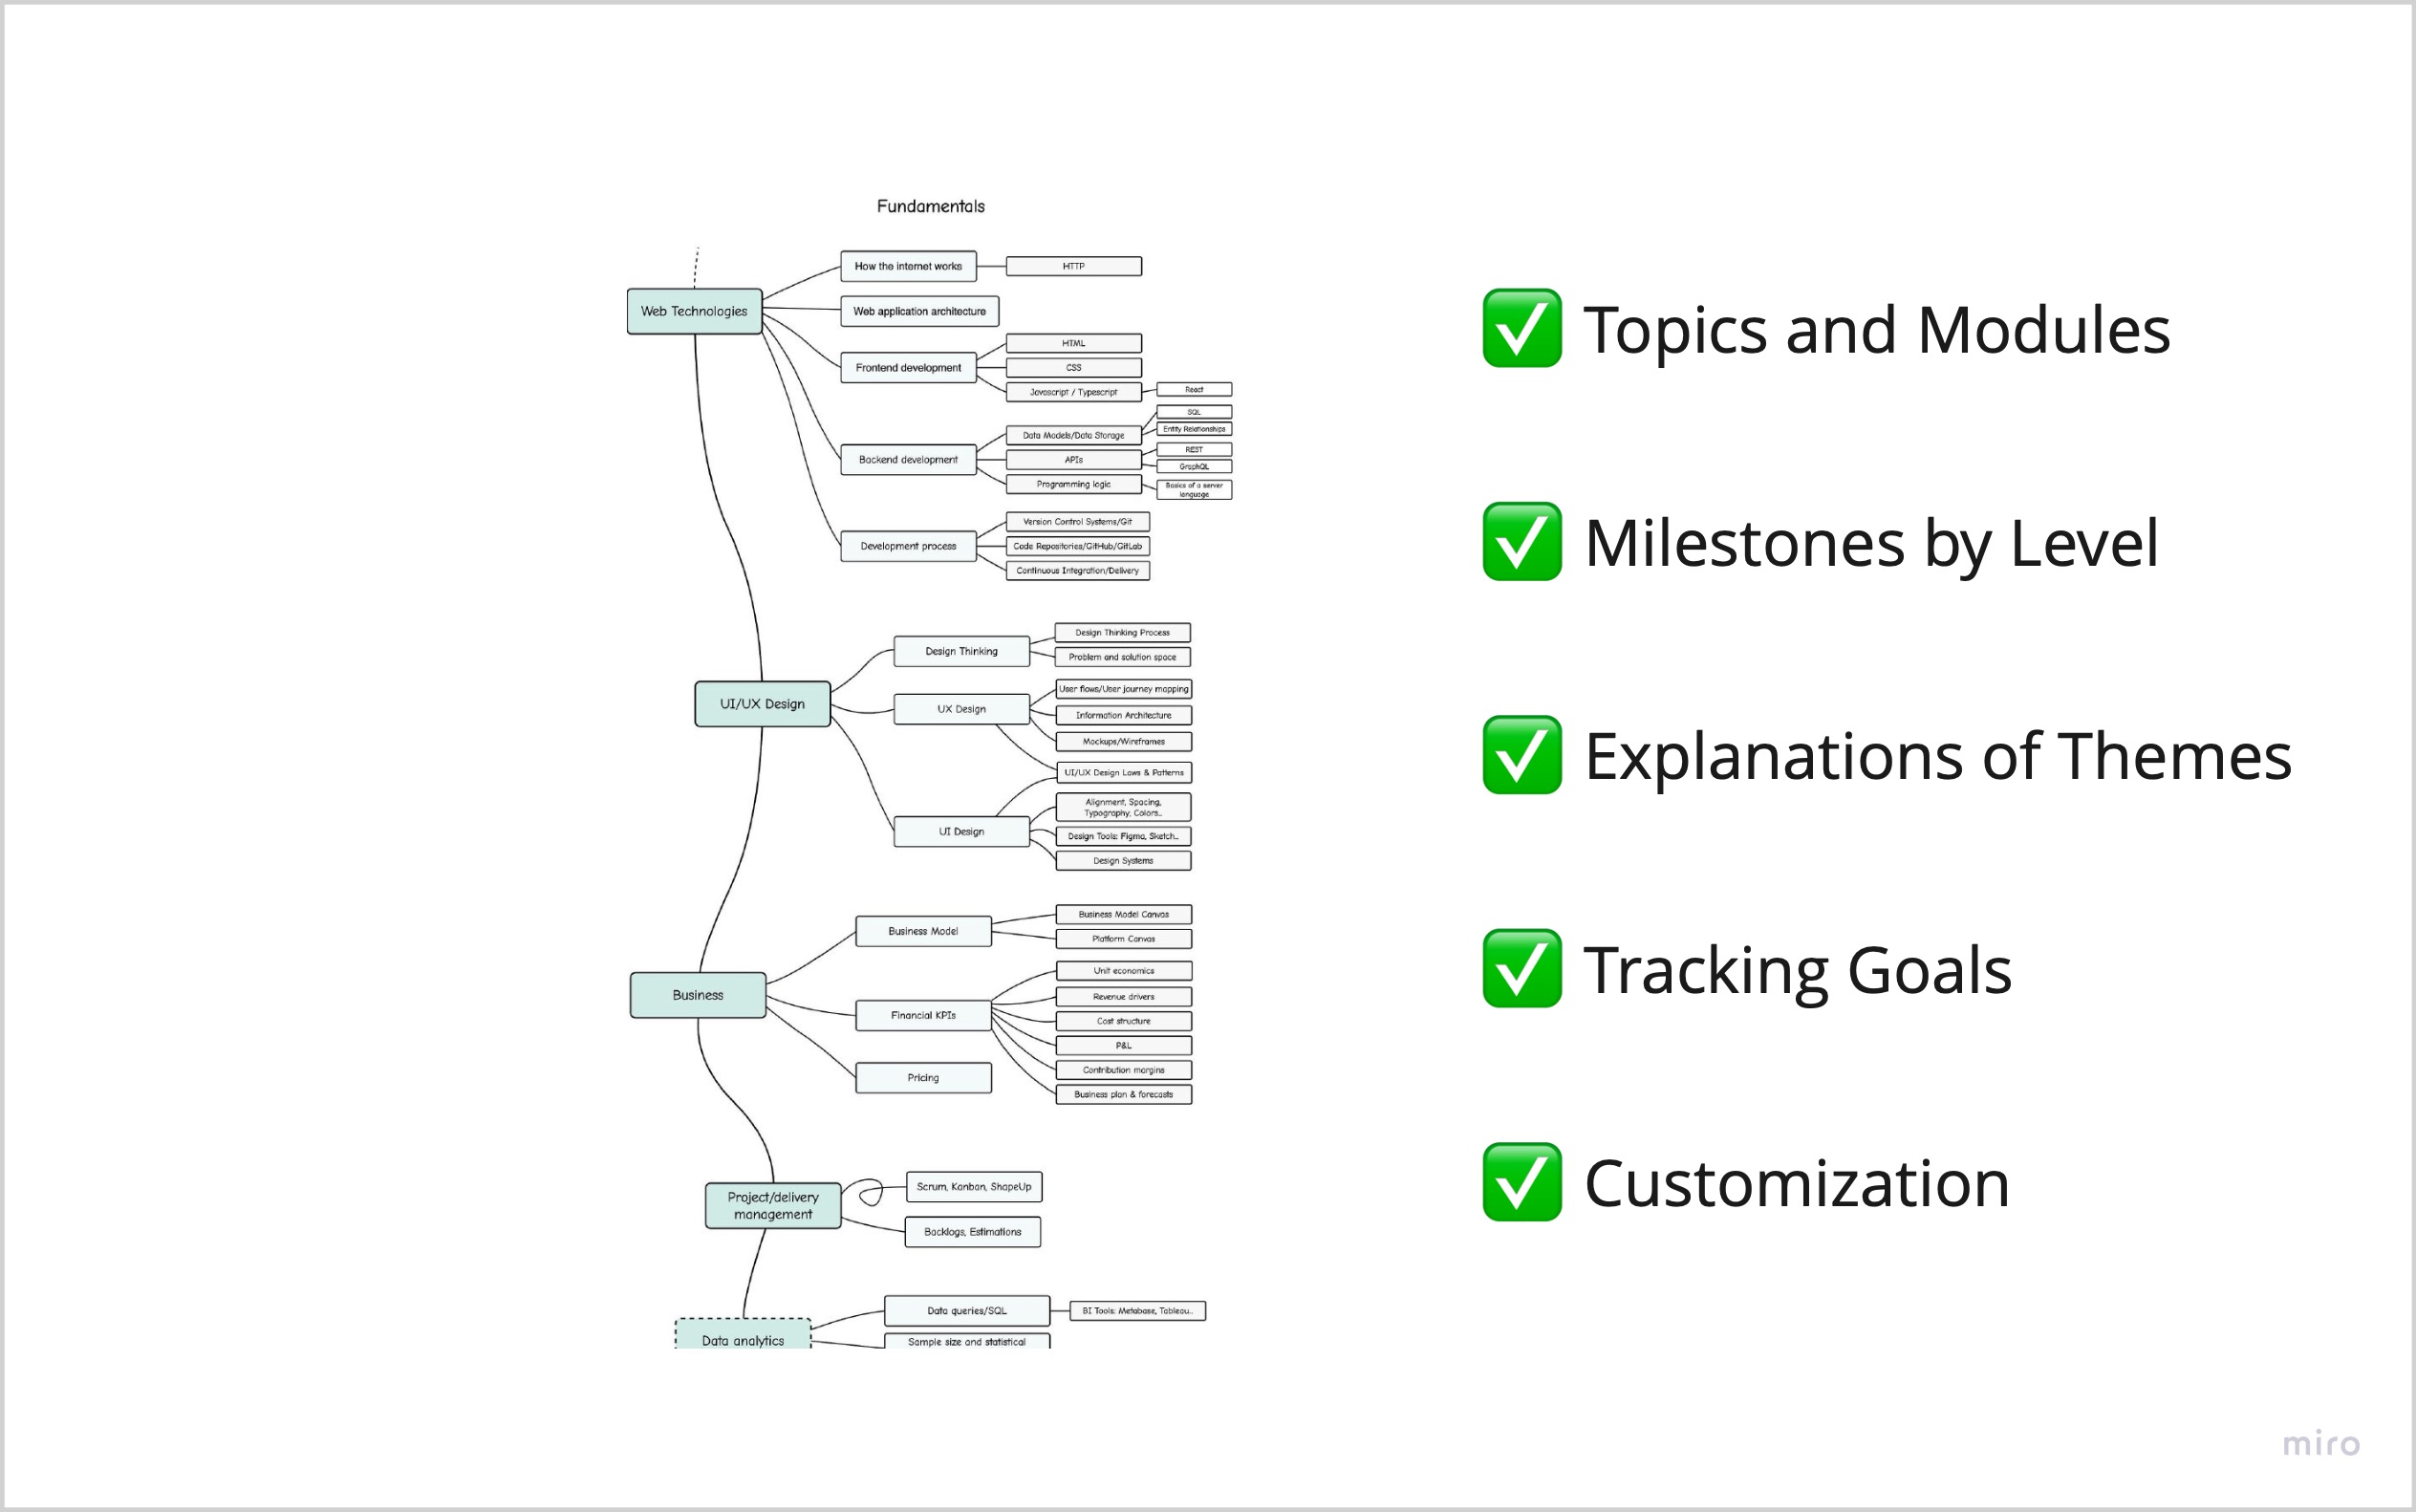 Fundamentals
Web Technologies
How the internet works
HTTP
Web application architecture
Frontend development
HTML
CSS
Javascript / Typescript
React
Backend development
Data Models/Data Storage
SQL
Entity Relationships
APIs
REST
GraphQL
Programming logic
Basics of a server
language
Development process
Version Control Systems/Git
Code Repositories/GitHub/GitLab
Continuous Integration/Delivery
UI/UX Design
Design Thinking
Design Thinking Process
Problem and solution space
UX Design
User flows/User journey mapping
Information Architecture
Mockups/Wireframes
UI/UX Design Laws & Patterns
UI Design
Alignment, Spacing,
Typography, Colors...
Design Tools: Figma, Sketch...
Design Systems
Business
Business Model
Business Model Canvas
Platform Canvas
Financial KPIs
Unit economics
Revenue drivers
Cost structure
P&L
Contribution margins
Business plan & forecasts
Pricing
Project/delivery
management
Scrum, Kanban, ShapeUp
Backlogs, Estimations
Data analytics
Data queries/SQL
BI Tools: Metabase, Tableau...
Sample size and statistical
✅ Topics and Modules
✅ Milestones by Level
✅ Explanations of Themes
✅ Tracking Goals
✅ Customization
miro